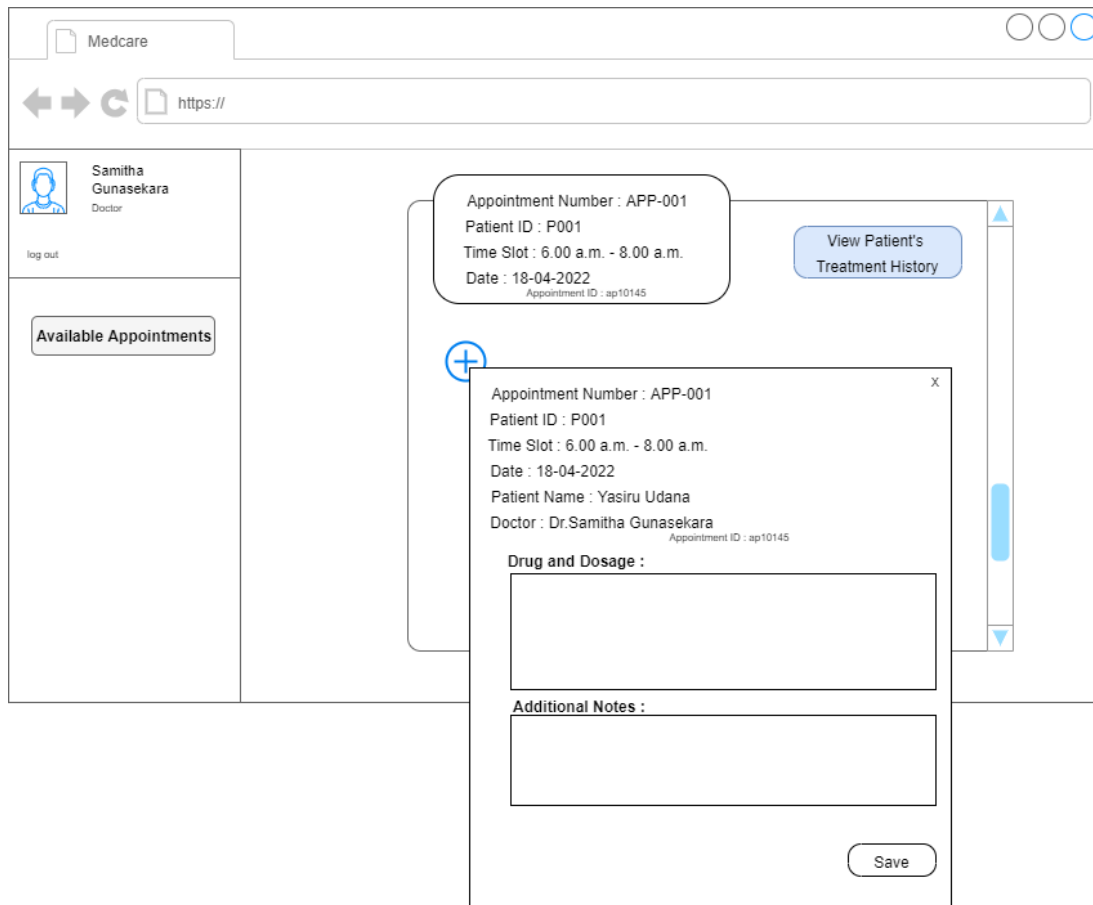 Medcare
https://
Samitha
Gunasekara
Doctor
log out
Available Appointments
Appointment Number : APP-001
Patient ID : P001
Time Slot : 6.00 a.m. - 8.00 a.m.
Date : 18-04-2022
Appointment ID : ap10145
View Patient's
Treatment History
X
Appointment Number : APP-001
Patient ID : P001
Time Slot : 6.00 a.m. - 8.00 a.m.
Date : 18-04-2022
Patient Name : Yasiru Udana
Doctor : Dr.Samitha Gunasekara
Appointment ID : ap10145
Drug and Dosage :
Additional Notes :
Save